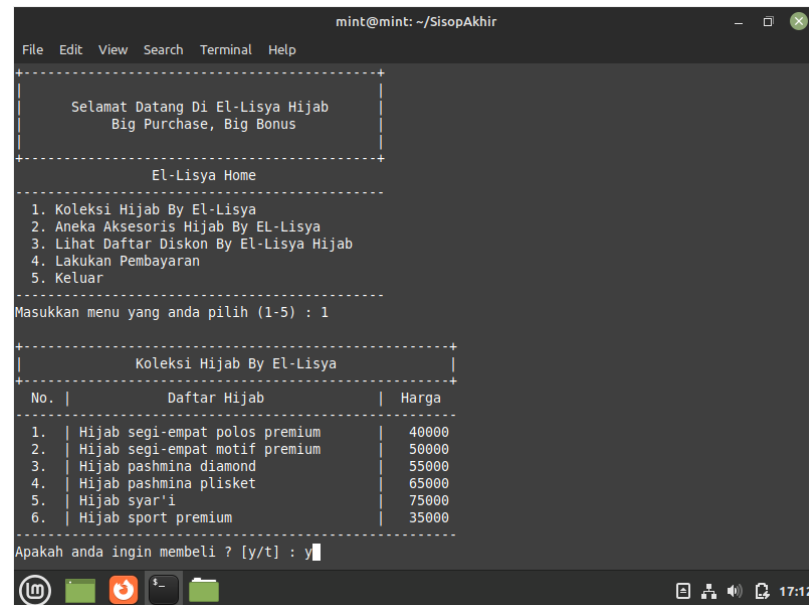 mint@mint: ~/SisopAkhir
File Edit View Search Terminal Help
+--------------------------------------------+
Selamat Datang Di El-Lisya Hijab
Big Purchase, Big Bonus
+--------------------------------------------+
El-Lisya Home
----------------------------------------------
1. Koleksi Hijab By El-Lisya
2. Aneka Aksesoris Hijab By EL-Lisya
3. Lihat Daftar Diskon By El-Lisya Hijab
4. Lakukan Pembayaran
5. Keluar
----------------------------------------------
Masukkan menu yang anda pilih (1-5) : 1
+-----------------------------------------------------+
| Koleksi Hijab By El-Lisya |
+-----------------------------------------------------+
No. | Daftar Hijab | Harga
-------------------------------------------------------
1. | Hijab segi-empat polos premium | 40000
2. | Hijab segi-empat motif premium | 50000
3. | Hijab pashmina diamond | 55000
4. | Hijab pashmina plisket | 65000
5. | Hijab syar'i | 75000
6. | Hijab sport premium | 35000
-------------------------------------------------------
Apakah anda ingin membeli ? [y/t] : y